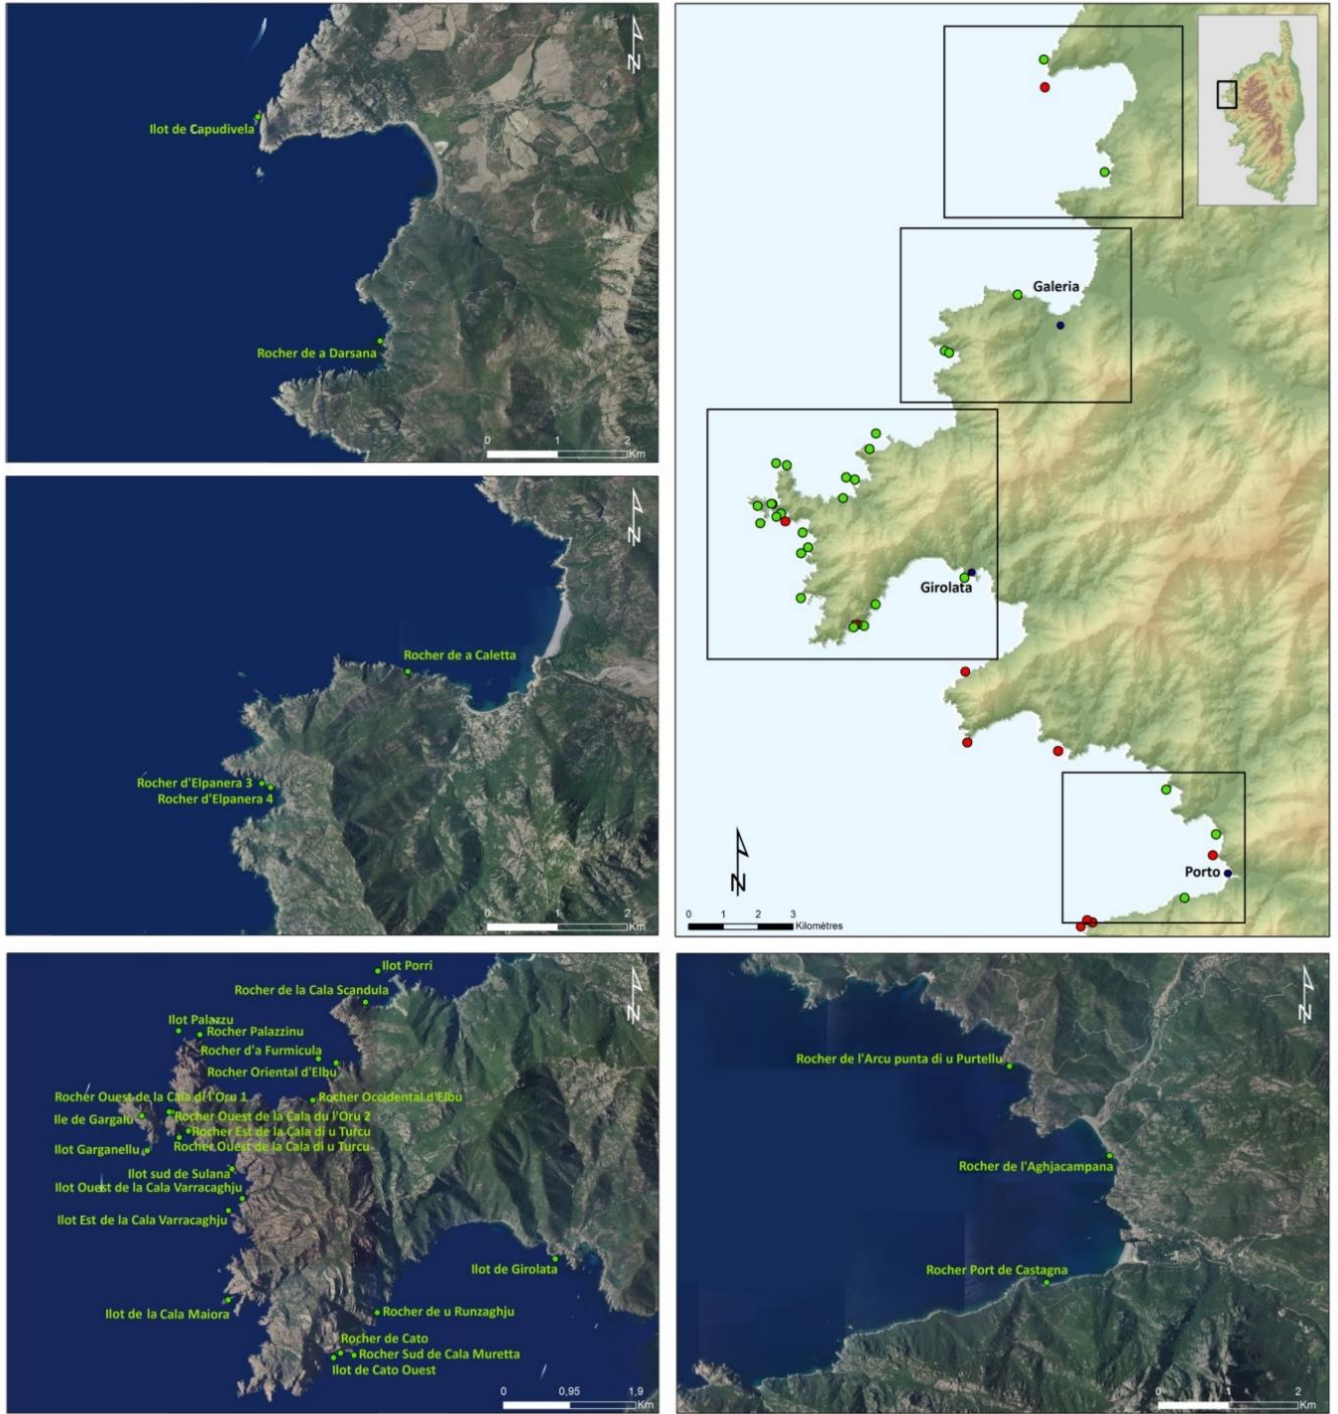 N
Ilot de Capudivela
Rocher de a Darsana
0 1 2
Km
Galeria
Girolata
Porto
N
0 1 2 3
Kilomètres
N
Rocher de a Caletta
Rocher d'Elpanera 3
Rocher d'Elpanera 4
0 1 2
Km
N
Ilot Porri
Rocher de la Cala Scandula
Ilot Palazzu
Rocher Palazzinu
Rocher d'a Furmicula
Rocher Oriental d'Elbu
Rocher Ouest de la Cala di l'Oru 1
Rocher Occidental d'Elbu
Ile de Gargalu
Rocher Ouest de la Cala du l'Oru 2
Rocher Est de la Cala di u Turcu
Ilot Garganellu
Rocher Ouest de la Cala di u Turcu
Ilot sud de Sulana
Ilot Ouest de la Cala Varracaghju
Ilot Est de la Cala Varracaghju
Ilot de Girolata
Ilot de la Cala Maiora
Rocher de u Runzaghju
Rocher de Cato
Rocher Sud de Cala Muretta
Ilot de Cato Ouest
0 0,95 1,9
Km
N
Rocher de l'Arcu punta di u Purtellu
Rocher de l'Aghjacampana
Rocher Port de Castagna
0 1 2
Km